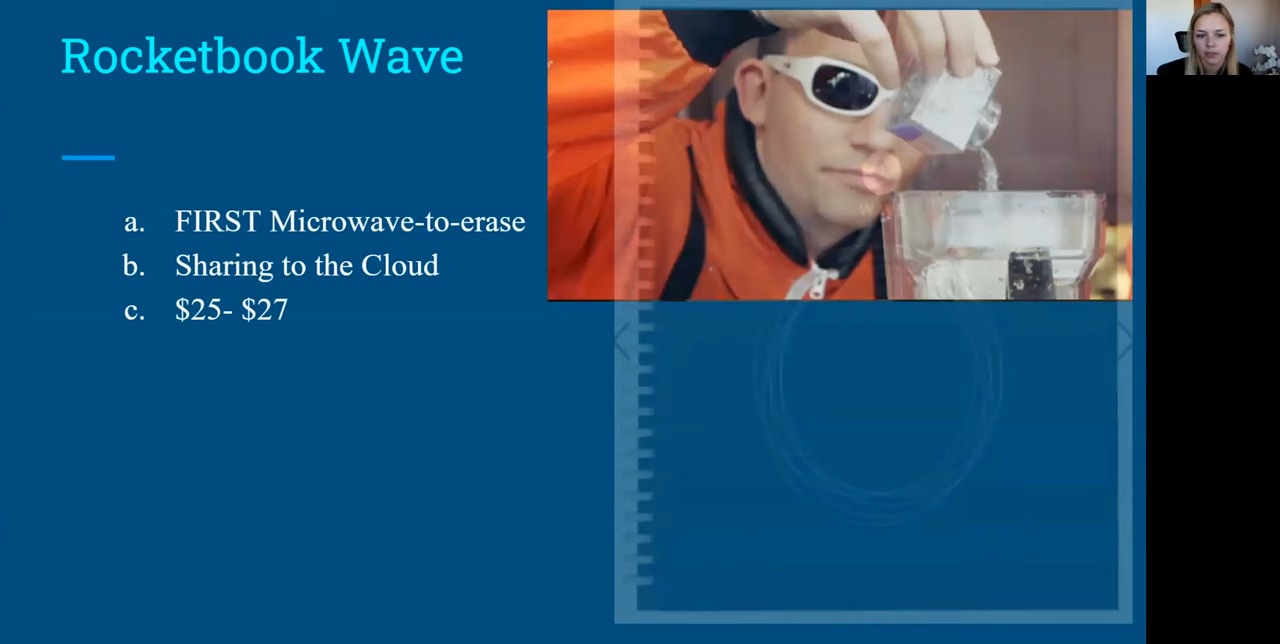 Rocketbook Wave
a. FIRST Microwave-to-erase
b. Sharing to the Cloud
c. $25- $27